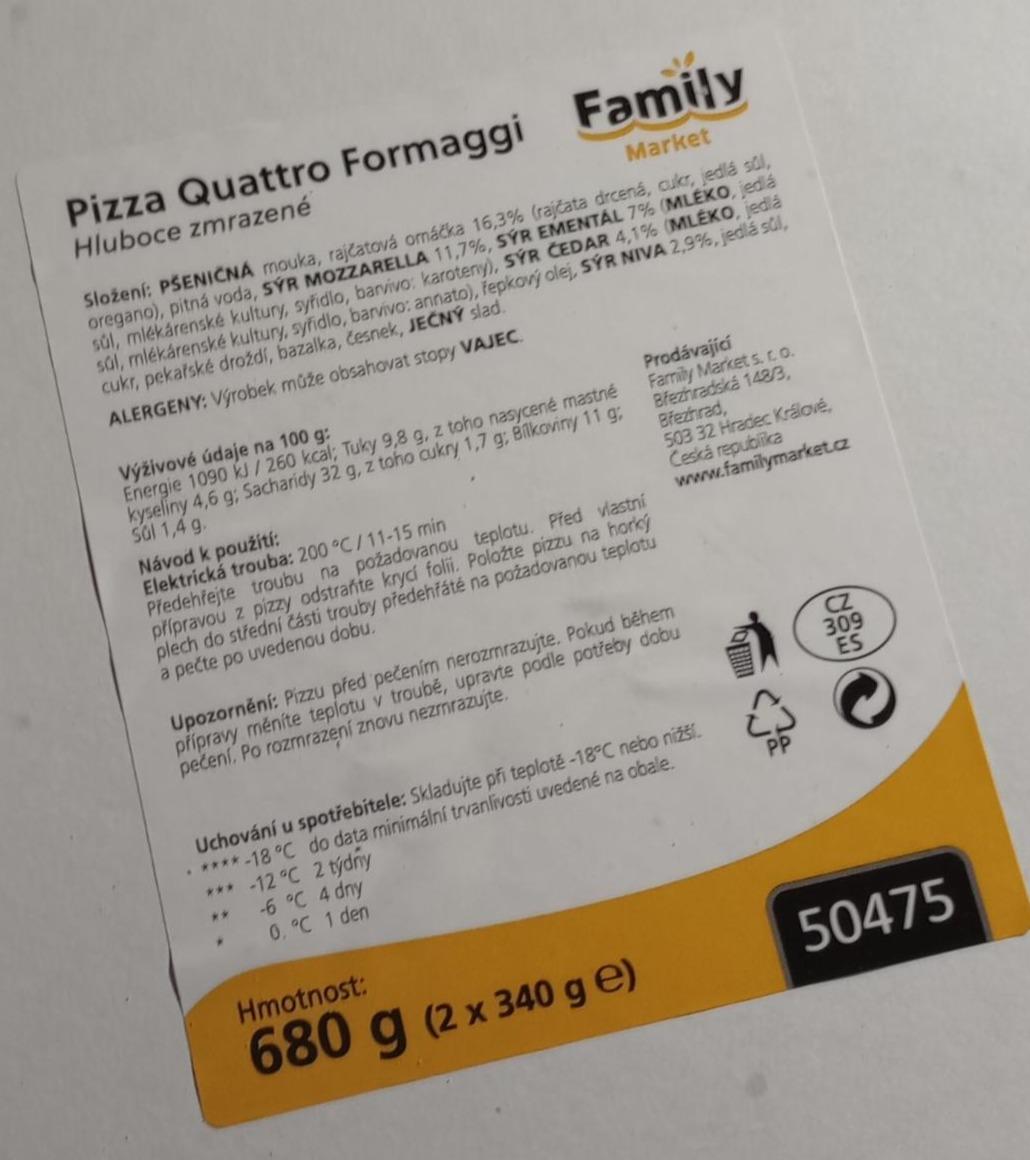 Family
Market
Pizza Quattro Formaggi
Hluboce zmrazené
Složení: PŠENIČNÁ mouka, rajčatová omáčka 16,3% (rajčata drcená, cukr, jedlá sůl,
oregano), pitná voda, SÝR MOZZARELLA 11,7%, SÝR EMENTÁL 7% (MLÉKO, jedlá
sůl, mlékárenské kultury, syřidlo, barvivo: karoteny), SÝR ČEDAR 4,1% (MLÉKO, jedlá
sůl, mlékárenské kultury, syřidlo, barvivo: annato), řepkový olej, SÝR NIVA 2,9%, jedlá sůl,
cukr, pekařské droždí, bazalka, česnek, JEČNÝ slad.
ALERGENY: Výrobek může obsahovat stopy VAJEC.
Výživové údaje na 100 g:
Energie 1090 kJ / 260 kcal; Tuky 9,8 g, z toho nasycené mastné
kyseliny 4,6 g; Sacharidy 32 g, z toho cukry 1,7 g; Bílkoviny 11 g;
Sůl 1,4 g.
Prodávající
Family Market s. r. o.
Březhradská 148/3,
Březhrad,
503 32 Hradec Králové,
Česká republika
www.familymarket.cz
Návod k použití:
Elektrická trouba: 200 °C / 11-15 min
Předehřejte troubu na požadovanou teplotu. Před vlastní
přípravou z pizzy odstraňte krycí folii. Položte pizzu na horký
plech do střední části trouby předehřáté na požadovanou teplotu
a pečte po uvedenou dobu.
Upozornění: Pizzu před pečením nerozmrazujte. Pokud během
přípravy měníte teplotu v troubě, upravte podle potřeby dobu
pečení. Po rozmrazení znovu nezmrazujte.
CZ
309
ES
PP
Uchování u spotřebitele: Skladujte při teplotě -18°C nebo nižší.
**** -18 °C do data minimální trvanlivosti uvedené na obale.
*** -12 °C 2 týdny
** -6 °C 4 dny
* 0 °C 1 den
50475
Hmotnost:
680 g (2 x 340 g e)